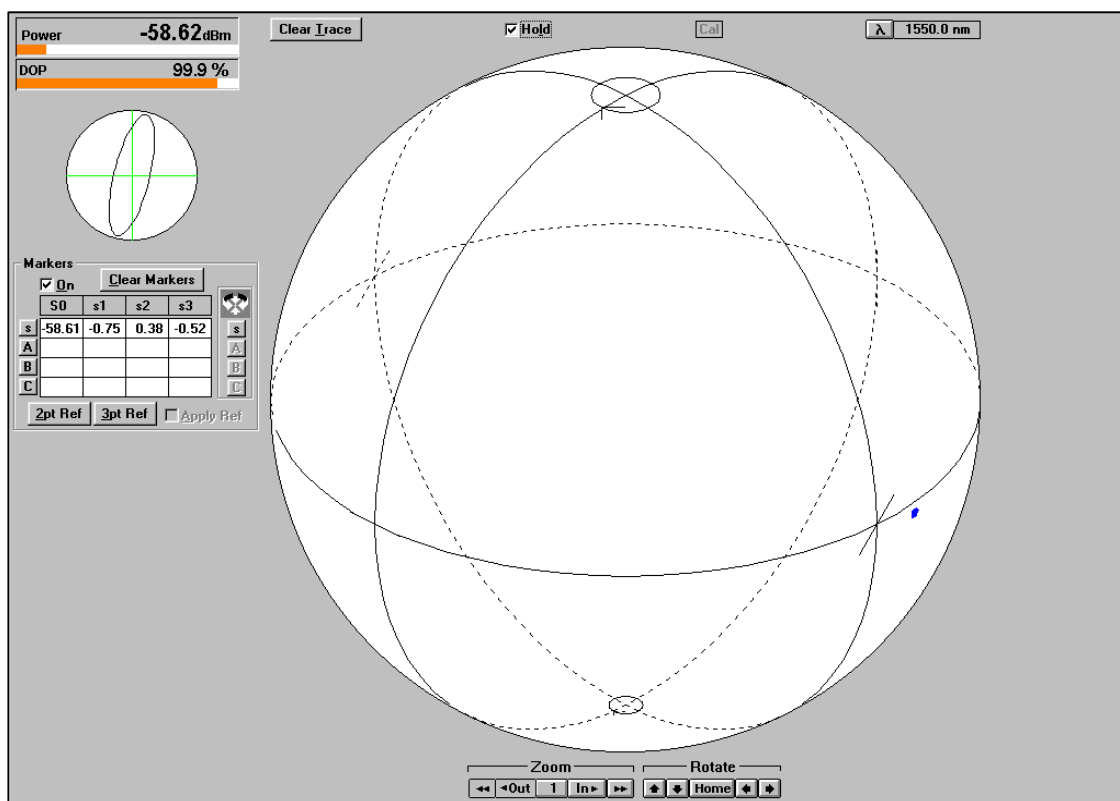 Power -58.62dBm
DOP 99.9 %
Clear Trace
Hold
Cal
λ 1550.0 nm
Markers
On Clear Markers
S0 s1 s2 s3
s -58.61 -0.75 0.38 -0.52 s
A A
B B
C C
2pt Ref 3pt Ref Apply Ref
Zoom Rotate
Out 1 In Home